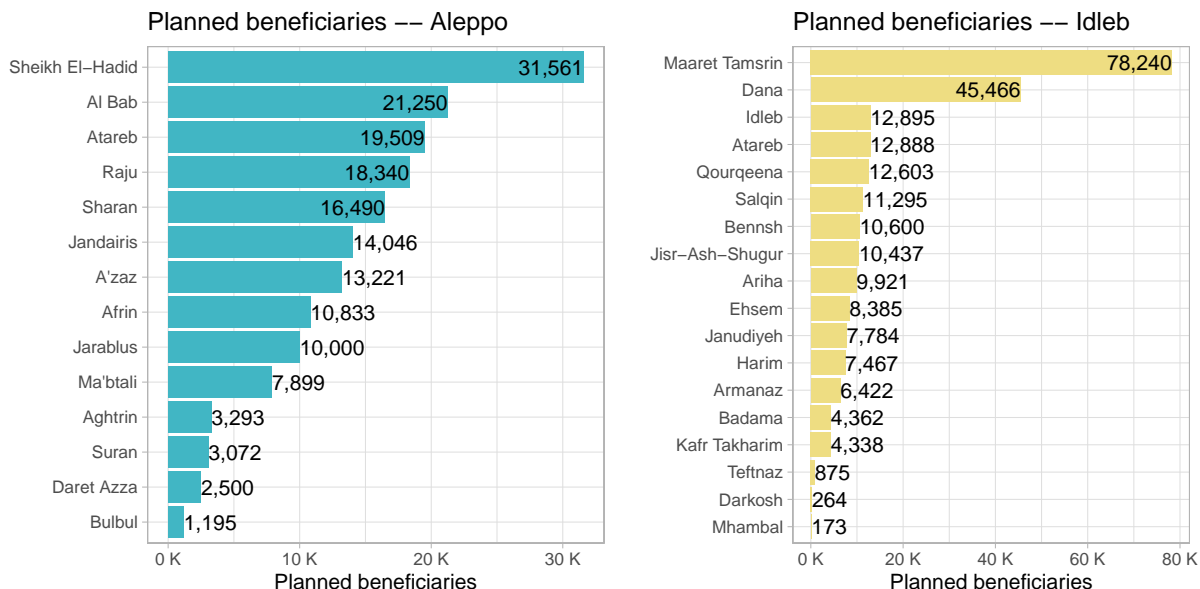 Planned beneficiaries −− Aleppo
Sheikh El−Hadid 31,561
Al Bab 21,250
Atareb 19,509
Raju 18,340
Sharan 16,490
Jandairis 14,046
A'zaz 13,221
Afrin 10,833
Jarablus 10,000
Ma'btali 7,899
Aghtrin 3,293
Suran 3,072
Daret Azza 2,500
Bulbul 1,195
0 K 10 K 20 K 30 K
Planned beneficiaries
Planned beneficiaries −− Idleb
Maaret Tamsrin 78,240
Dana 45,466
Idleb 12,895
Atareb 12,888
Qourqeena 12,603
Salqin 11,295
Bennsh 10,600
Jisr−Ash−Shugur 10,437
Ariha 9,921
Ehsem 8,385
Janudiyeh 7,784
Harim 7,467
Armanaz 6,422
Badama 4,362
Kafr Takharim 4,338
Teftnaz 875
Darkosh 264
Mhambal 173
0 K 20 K 40 K 60 K 80 K
Planned beneficiaries